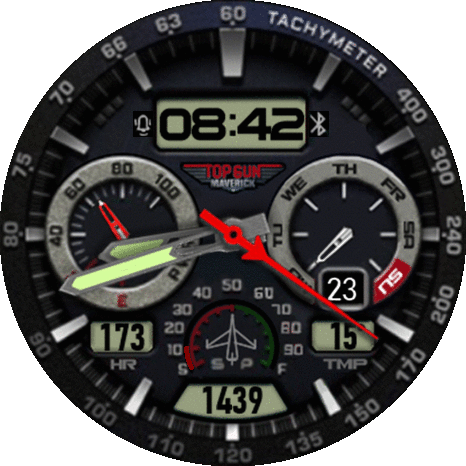 60
63
66
70
75
80
90
100
110
120
135
150
170
200
220
240
300
400
TACHYMETER
08:42
TOP GUN
MAVERICK
40
60
80
100
E
WE
TH
FR
SA
SU
TU
23
173
HR
15
TMP
10
20
30
40
50
60
70
80
90
S
S T P
F
1439